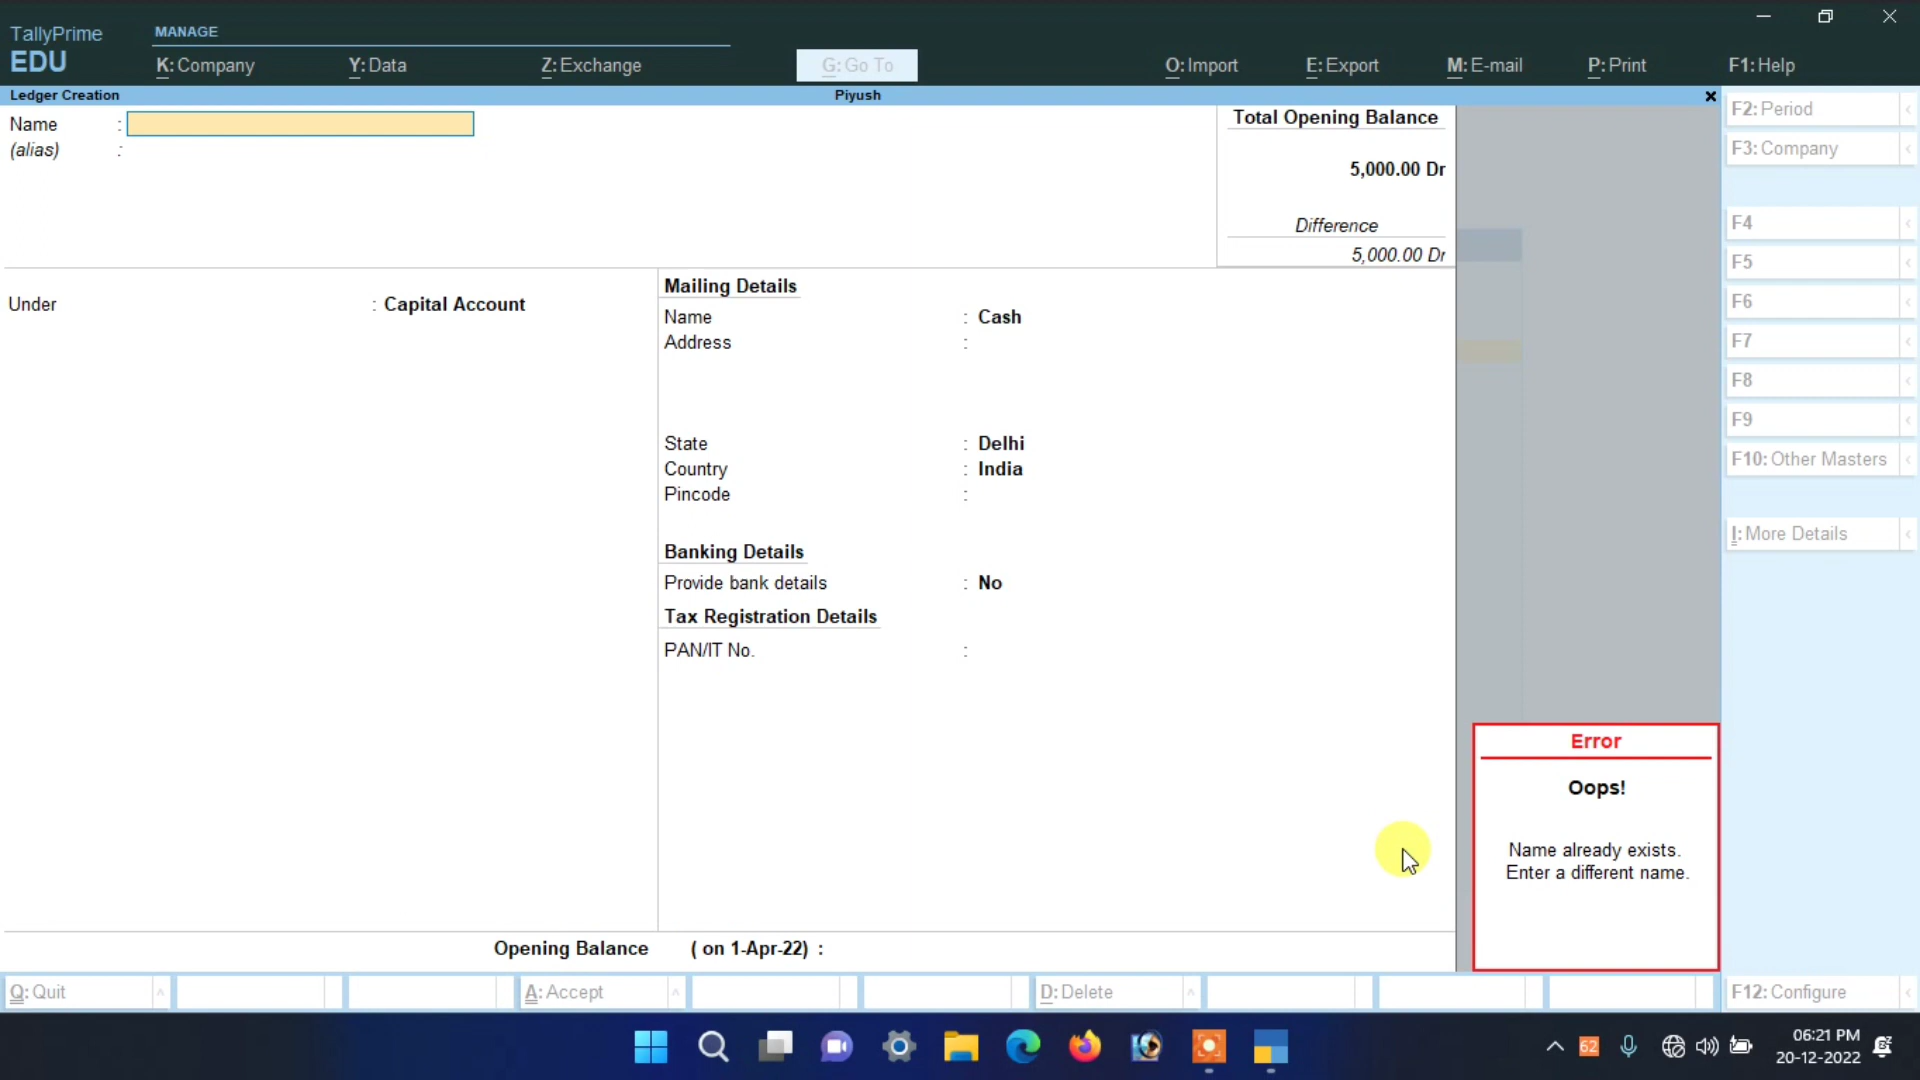 TallyPrime
EDU
MANAGE
K: Company
Y: Data
Z: Exchange
G: Go To
O: Import
E: Export
M: E-mail
P: Print
F1: Help
Ledger Creation
Piyush
Name :
(alias) :
Total Opening Balance
5,000.00 Dr
Difference
5,000.00 Dr
Under : Capital Account
Mailing Details
Name : Cash
Address :
State : Delhi
Country : India
Pincode :
Banking Details
Provide bank details : No
Tax Registration Details
PAN/IT No. :
Opening Balance ( on 1-Apr-22) :
F2: Period
F3: Company
F4
F5
F6
F7
F8
F9
F10: Other Masters
I: More Details
Error
Oops!
Name already exists.
Enter a different name.
Q: Quit
A: Accept
D: Delete
F12: Configure
62
06:21 PM
20-12-2022